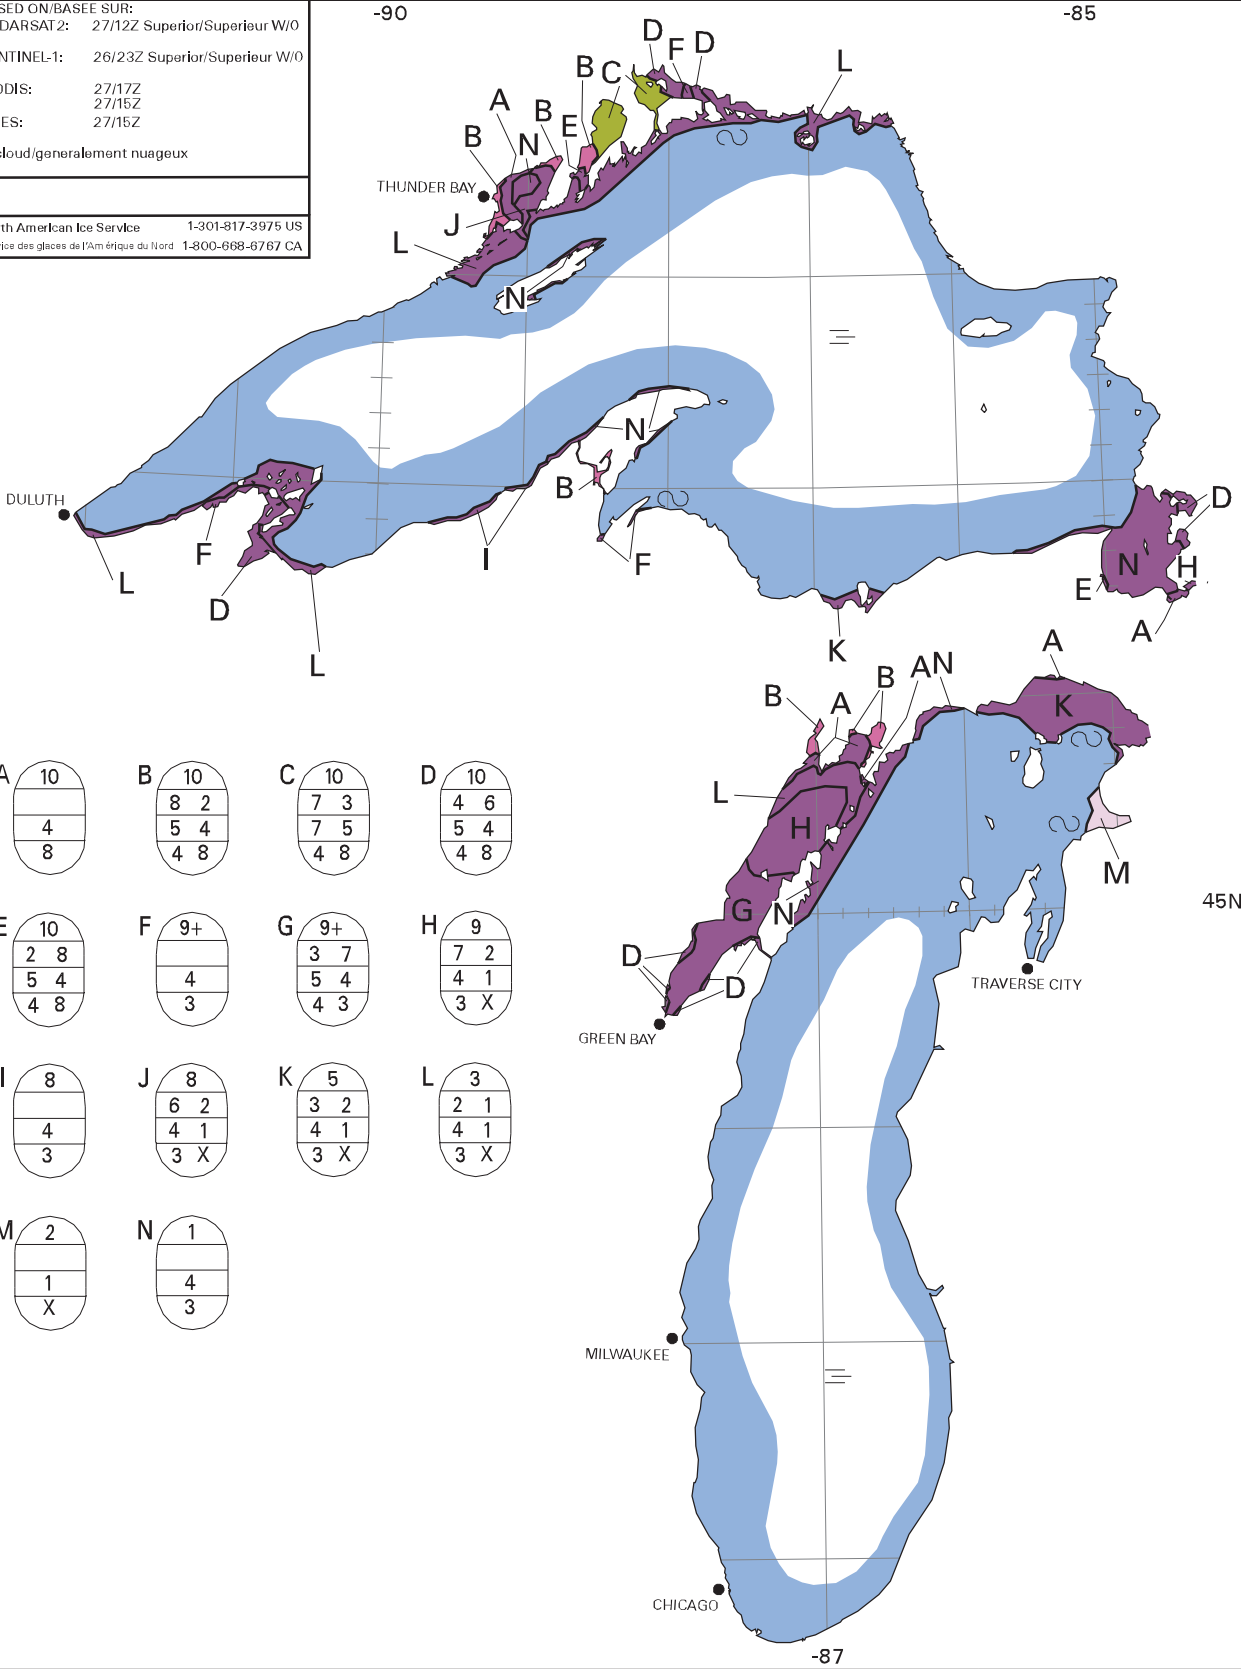 SED ON/BASEE SUR:
DARSAT2: 27/12Z Superior/Superieur W/0
NTINEL-1: 26/23Z Superior/Superieur W/0
ODIS: 27/17Z
27/15Z
ES: 27/15Z
cloud/generalement nuageux
th American Ice Service 1-301-817-3975 US
vice des glaces de l'Amérique du Nord 1-800-668-6767 CA
-90
-85
D F D
B C
L
A B
E
B N
THUNDER BAY
J
L
N
N
B
DULUTH
F
D
L
L
I
F
K
D
N H
E
A
A
K
B A B A N
L
H
M
G N
45N
D
D
TRAVERSE CITY
GREEN BAY
A 10
4
8
B 10
8 2
5 4
4 8
C 10
7 3
7 5
4 8
D 10
4 6
5 4
4 8
E 10
2 8
5 4
4 8
F 9+
4
3
G 9+
3 7
5 4
4 3
H 9
7 2
4 1
3 X
I 8
4
3
J 8
6 2
4 1
3 X
K 5
3 2
4 1
3 X
L 3
2 1
4 1
3 X
M 2
1
X
N 1
4
3
MILWAUKEE
CHICAGO
-87